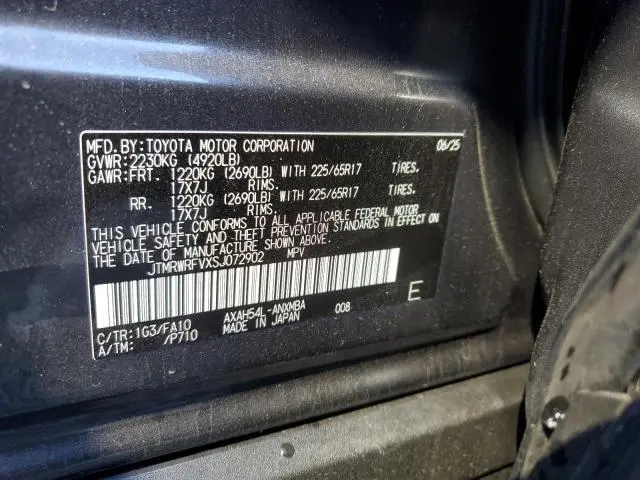 MFD.BY:TOYOTA MOTOR CORPORATION 06/25
GVWR:2230KG (4920LB)
GAWR:FRT. 1220KG (2690LB) WITH 225/65R17 TIRES.
17X7J RIMS.
RR. 1220KG (2690LB) WITH 225/65R17 TIRES.
17X7J RIMS.
THIS VEHICLE CONFORMS TO ALL APPLICABLE FEDERAL MOTOR
VEHICLE SAFETY AND THEFT PREVENTION STANDARDS IN EFFECT ON
THE DATE OF MANUFACTURE SHOWN ABOVE.
JTMRWRFVXSJ072902 MPV
C/TR:1G3/FA10 AXAH54L-ANXMBA 008 E
A/TM: /P710 MADE IN JAPAN